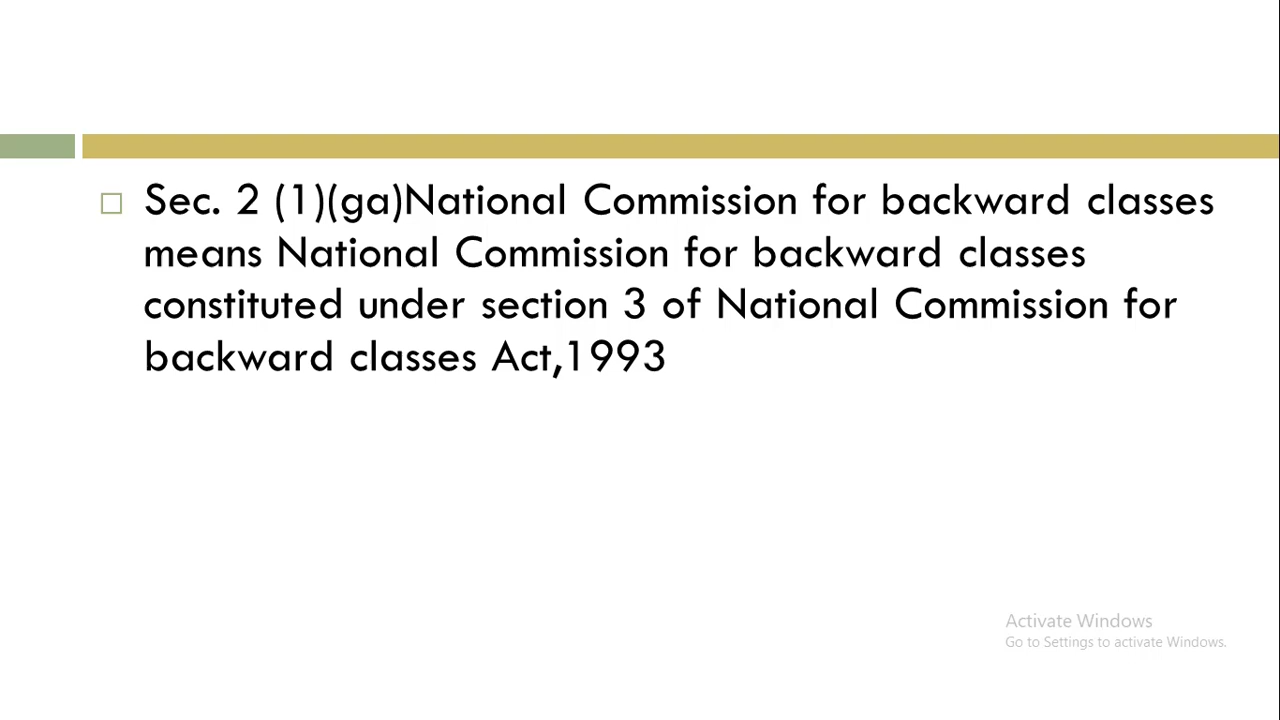 Sec. 2 (1)(ga)National Commission for backward classes
means National Commission for backward classes
constituted under section 3 of National Commission for
backward classes Act,1993
Activate Windows
Go to Settings to activate Windows.